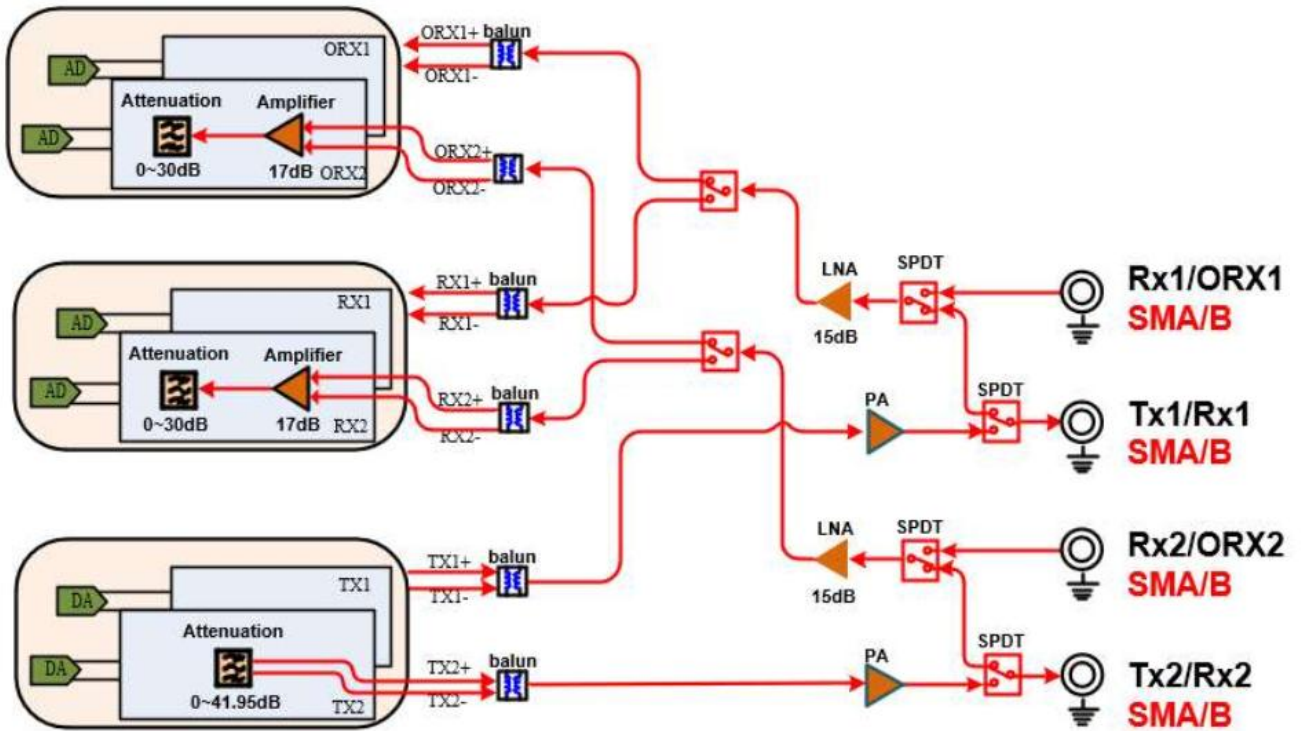 ORX1
AD
Attenuation
Amplifier
AD
0~30dB
17dB
ORX2
ORX1+
balun
ORX1-
ORX2+
ORX2-
RX1
AD
Attenuation
Amplifier
AD
0~30dB
17dB
RX2
RX1+
balun
RX1-
RX2+
balun
RX2-
TX1
DA
Attenuation
DA
0~41.95dB
TX2
TX1+
balun
TX1-
TX2+
balun
TX2-
LNA
15dB
SPDT
Rx1/ORX1
SMA/B
PA
SPDT
Tx1/Rx1
SMA/B
LNA
15dB
SPDT
Rx2/ORX2
SMA/B
PA
SPDT
Tx2/Rx2
SMA/B